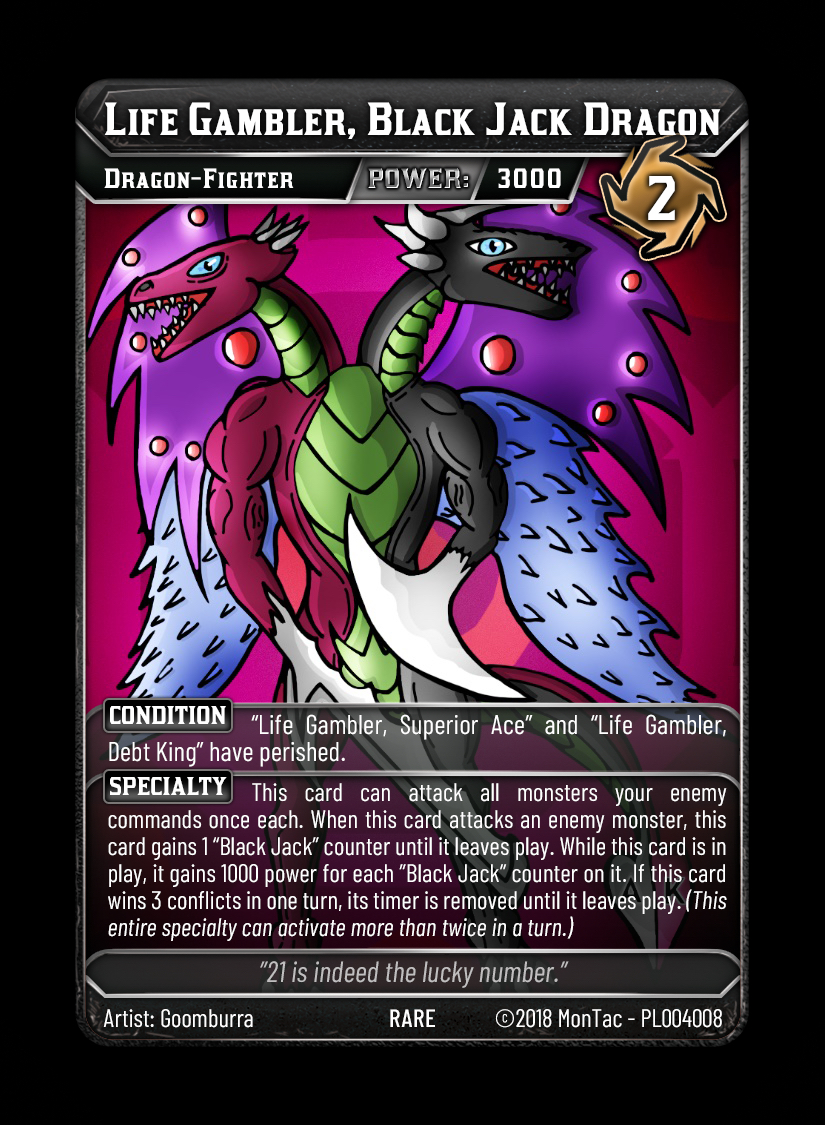 LIFE GAMBLER, BLACK JACK DRAGON
DRAGON-FIGHTER POWER: 3000
2
CONDITION "Life Gambler, Superior Ace" and "Life Gambler,
Debt King" have perished.
SPECIALTY This card can attack all monsters your enemy
commands once each. When this card attacks an enemy monster, this
card gains 1 "Black Jack" counter until it leaves play. While this card is in
play, it gains 1000 power for each "Black Jack" counter on it. If this card
wins 3 conflicts in one turn, its timer is removed until it leaves play. (This
entire specialty can activate more than twice in a turn.)
"21 is indeed the lucky number."
Artist: Goomburra RARE ©2018 MonTac - PL004008